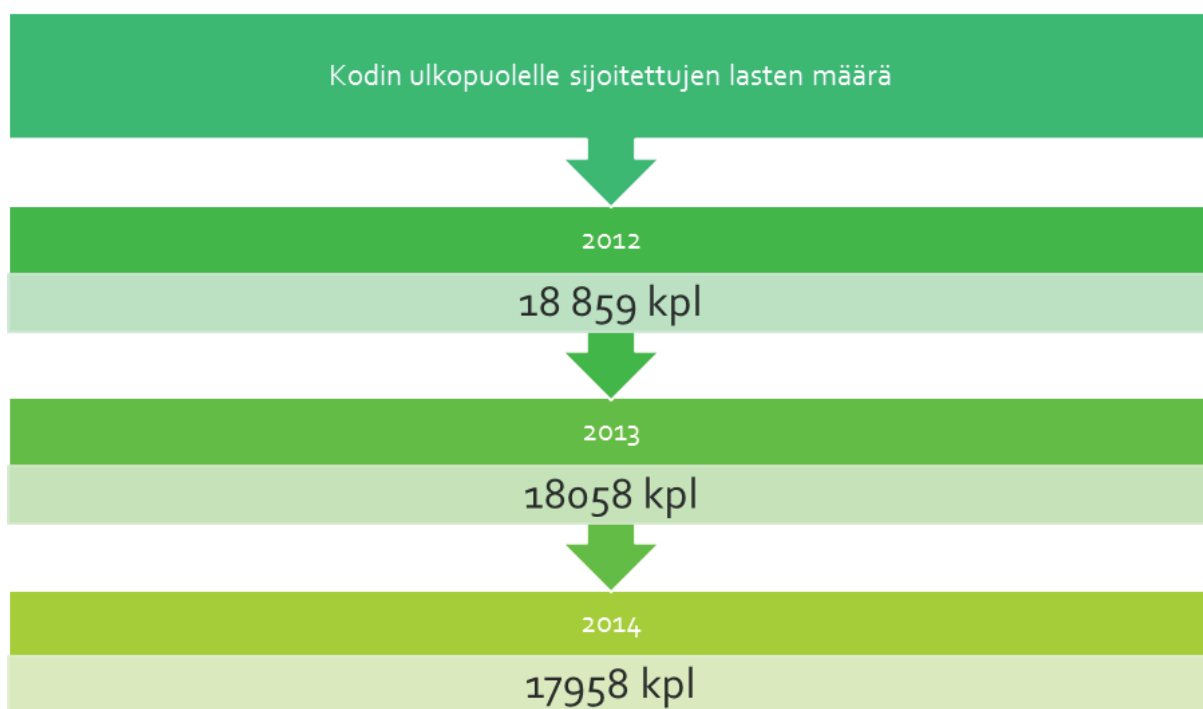 Kodin ulkopuolelle sijoitettujen lasten määrä
2012
18 859 kpl
2013
18058 kpl
2014
17958 kpl